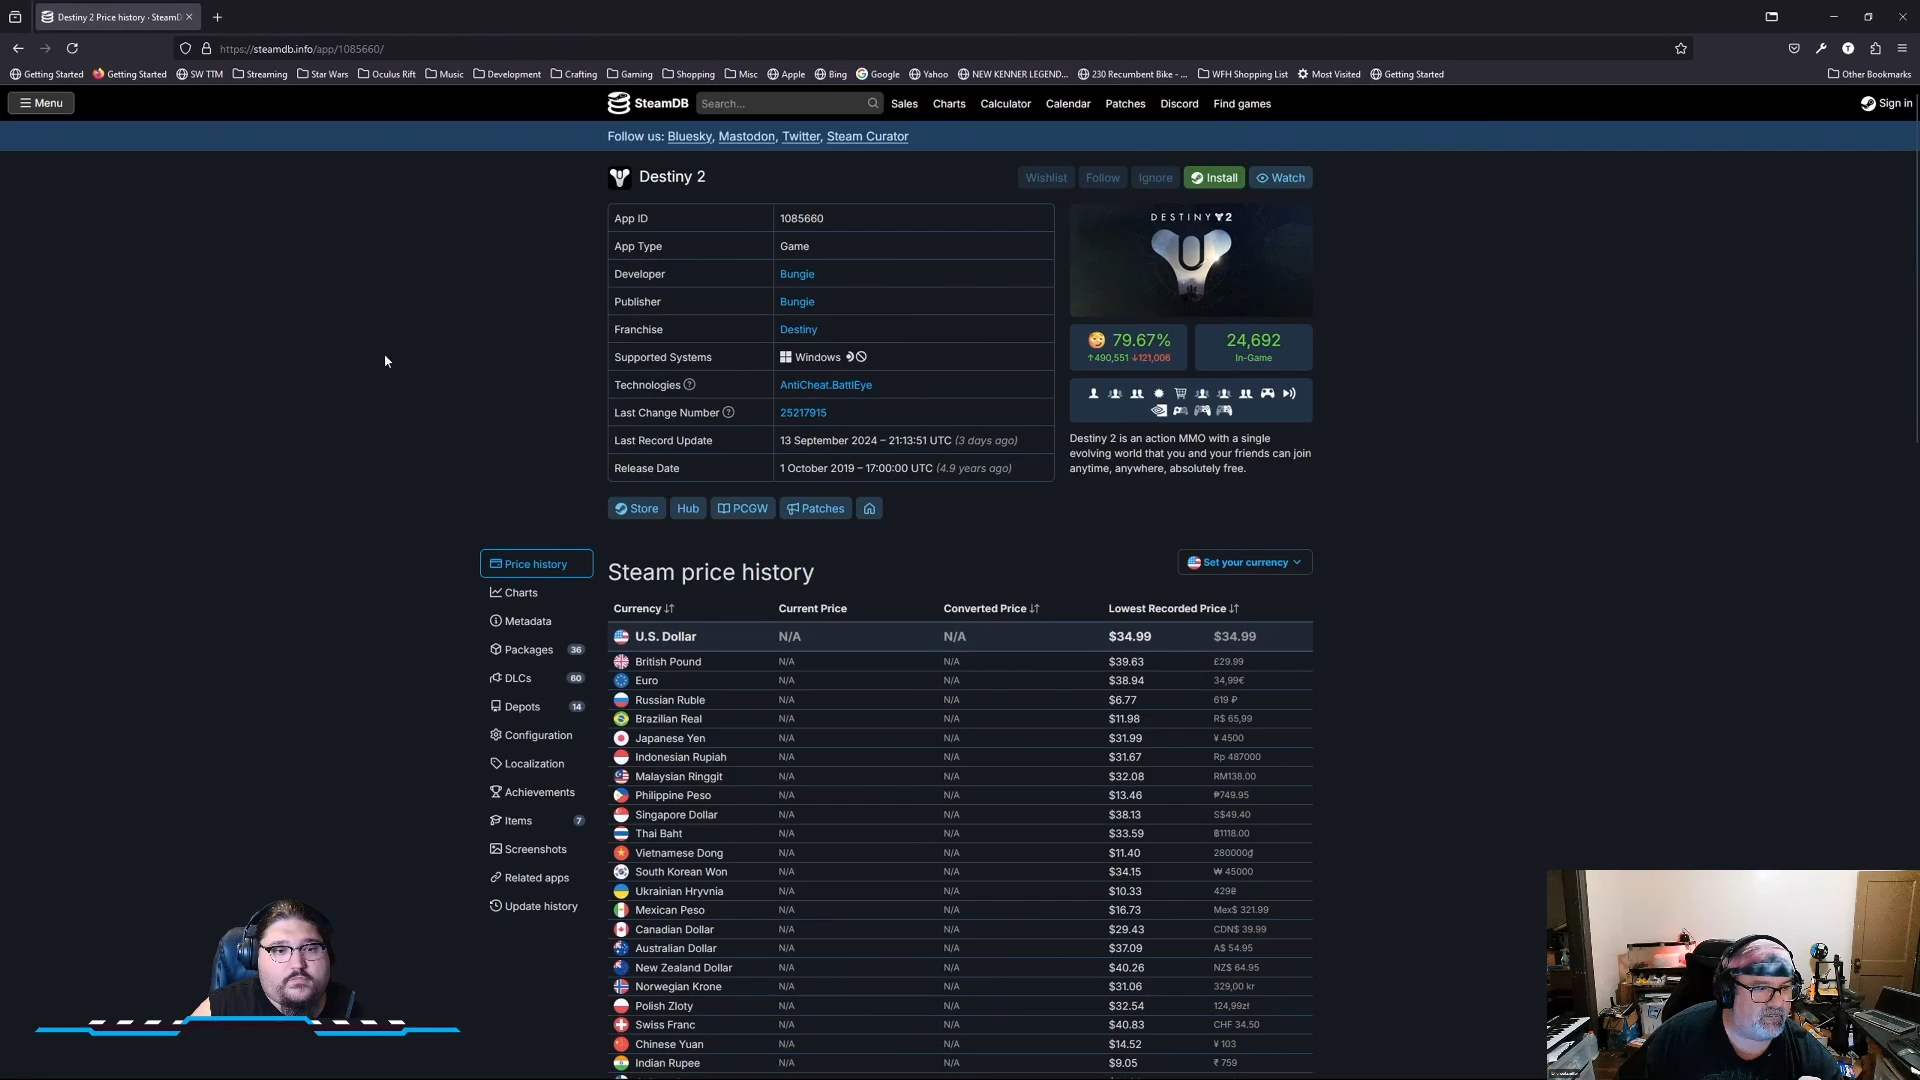 Destiny 2 Price history · SteamD
https://steamdb.info/app/1085660/
Getting Started Getting Started SW TTM Streaming Star Wars Oculus Rift Music Development Crafting Gaming Shopping Misc Apple Bing Google Yahoo NEW KENNER LEGEND... 230 Recumbent Bike - ... WFH Shopping List Most Visited Getting Started Other Bookmarks
Menu SteamDB Search... Sales Charts Calculator Calendar Patches Discord Find games Sign in
Follow us: Bluesky, Mastodon, Twitter, Steam Curator
Destiny 2 Wishlist Follow Ignore Install Watch
App ID 1085660
App Type Game
Developer Bungie
Publisher Bungie
Franchise Destiny
Supported Systems Windows
Technologies AntiCheat.BattlEye
Last Change Number 25217915
Last Record Update 13 September 2024 – 21:13:51 UTC (3 days ago)
Release Date 1 October 2019 – 17:00:00 UTC (4.9 years ago)
DESTINY 2
79.67%
↑490,551 ↓121,006
24,692
In-Game
Destiny 2 is an action MMO with a single
evolving world that you and your friends can join
anytime, anywhere, absolutely free.
Store Hub PCGW Patches
Price history
Charts
Metadata
Packages 36
DLCs 60
Depots 14
Configuration
Localization
Achievements
Items 7
Screenshots
Related apps
Update history
Steam price history Set your currency
Currency Current Price Converted Price Lowest Recorded Price
U.S. Dollar N/A N/A $34.99 $34.99
British Pound N/A N/A $39.63 £29.99
Euro N/A N/A $38.94 34,99€
Russian Ruble N/A N/A $6.77 619 ₽
Brazilian Real N/A N/A $11.98 R$ 65,99
Japanese Yen N/A N/A $31.99 ¥ 4500
Indonesian Rupiah N/A N/A $31.67 Rp 487000
Malaysian Ringgit N/A N/A $32.08 RM138.00
Philippine Peso N/A N/A $13.46 ₱749.95
Singapore Dollar N/A N/A $38.13 S$49.40
Thai Baht N/A N/A $33.59 ฿1118.00
Vietnamese Dong N/A N/A $11.40 280000₫
South Korean Won N/A N/A $34.15 ₩ 45000
Ukrainian Hryvnia N/A N/A $10.33 429₴
Mexican Peso N/A N/A $16.73 Mex$ 321.99
Canadian Dollar N/A N/A $29.43 CDN$ 39.99
Australian Dollar N/A N/A $37.09 A$ 54.95
New Zealand Dollar N/A N/A $40.26 NZ$ 64.95
Norwegian Krone N/A N/A $31.06 329,00 kr
Polish Zloty N/A N/A $32.54 124,99zł
Swiss Franc N/A N/A $40.83 CHF 34.50
Chinese Yuan N/A N/A $14.52 ¥ 103
Indian Rupee N/A N/A $9.05 ₹ 759